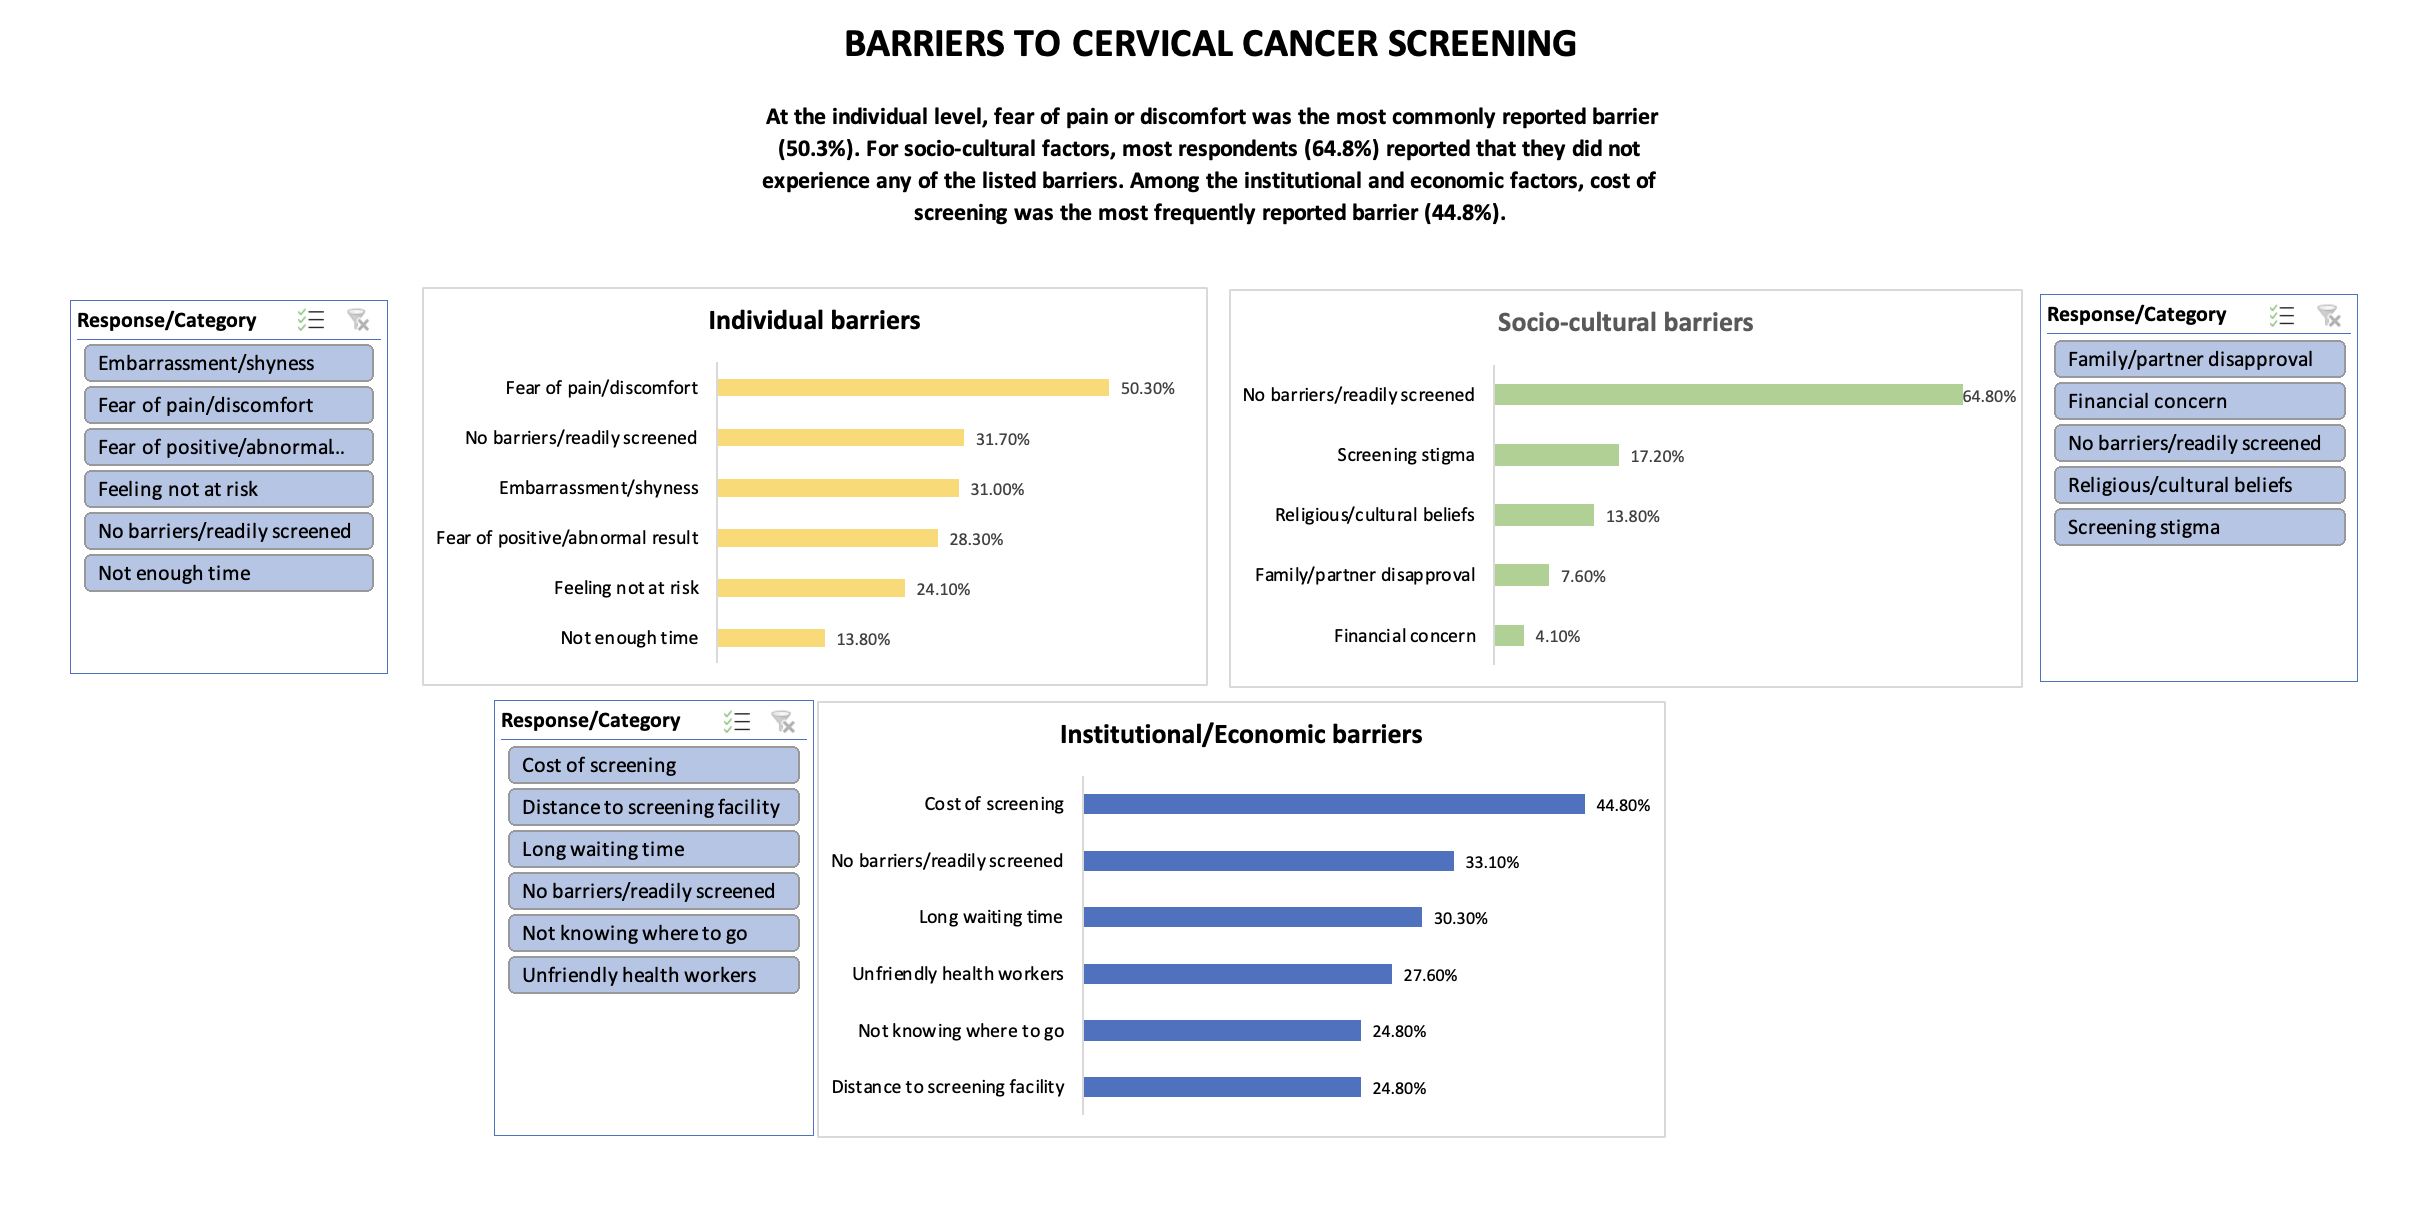 BARRIERS TO CERVICAL CANCER SCREENING
At the individual level, fear of pain or discomfort was the most commonly reported barrier
(50.3%). For socio-cultural factors, most respondents (64.8%) reported that they did not
experience any of the listed barriers. Among the institutional and economic factors, cost of
screening was the most frequently reported barrier (44.8%).
Response/Category
Embarrassment/shyness
Fear of pain/discomfort
Fear of positive/abnormal...
Feeling not at risk
No barriers/readily screened
Not enough time
Individual barriers
Fear of pain/discomfort 50.30%
No barriers/readily screened 31.70%
Embarrassment/shyness 31.00%
Fear of positive/abnormal result 28.30%
Feeling not at risk 24.10%
Not enough time 13.80%
Socio-cultural barriers
No barriers/readily screened 64.80%
Screening stigma 17.20%
Religious/cultural beliefs 13.80%
Family/partner disapproval 7.60%
Financial concern 4.10%
Response/Category
Family/partner disapproval
Financial concern
No barriers/readily screened
Religious/cultural beliefs
Screening stigma
Response/Category
Cost of screening
Distance to screening facility
Long waiting time
No barriers/readily screened
Not knowing where to go
Unfriendly health workers
Institutional/Economic barriers
Cost of screening 44.80%
No barriers/readily screened 33.10%
Long waiting time 30.30%
Unfriendly health workers 27.60%
Not knowing where to go 24.80%
Distance to screening facility 24.80%